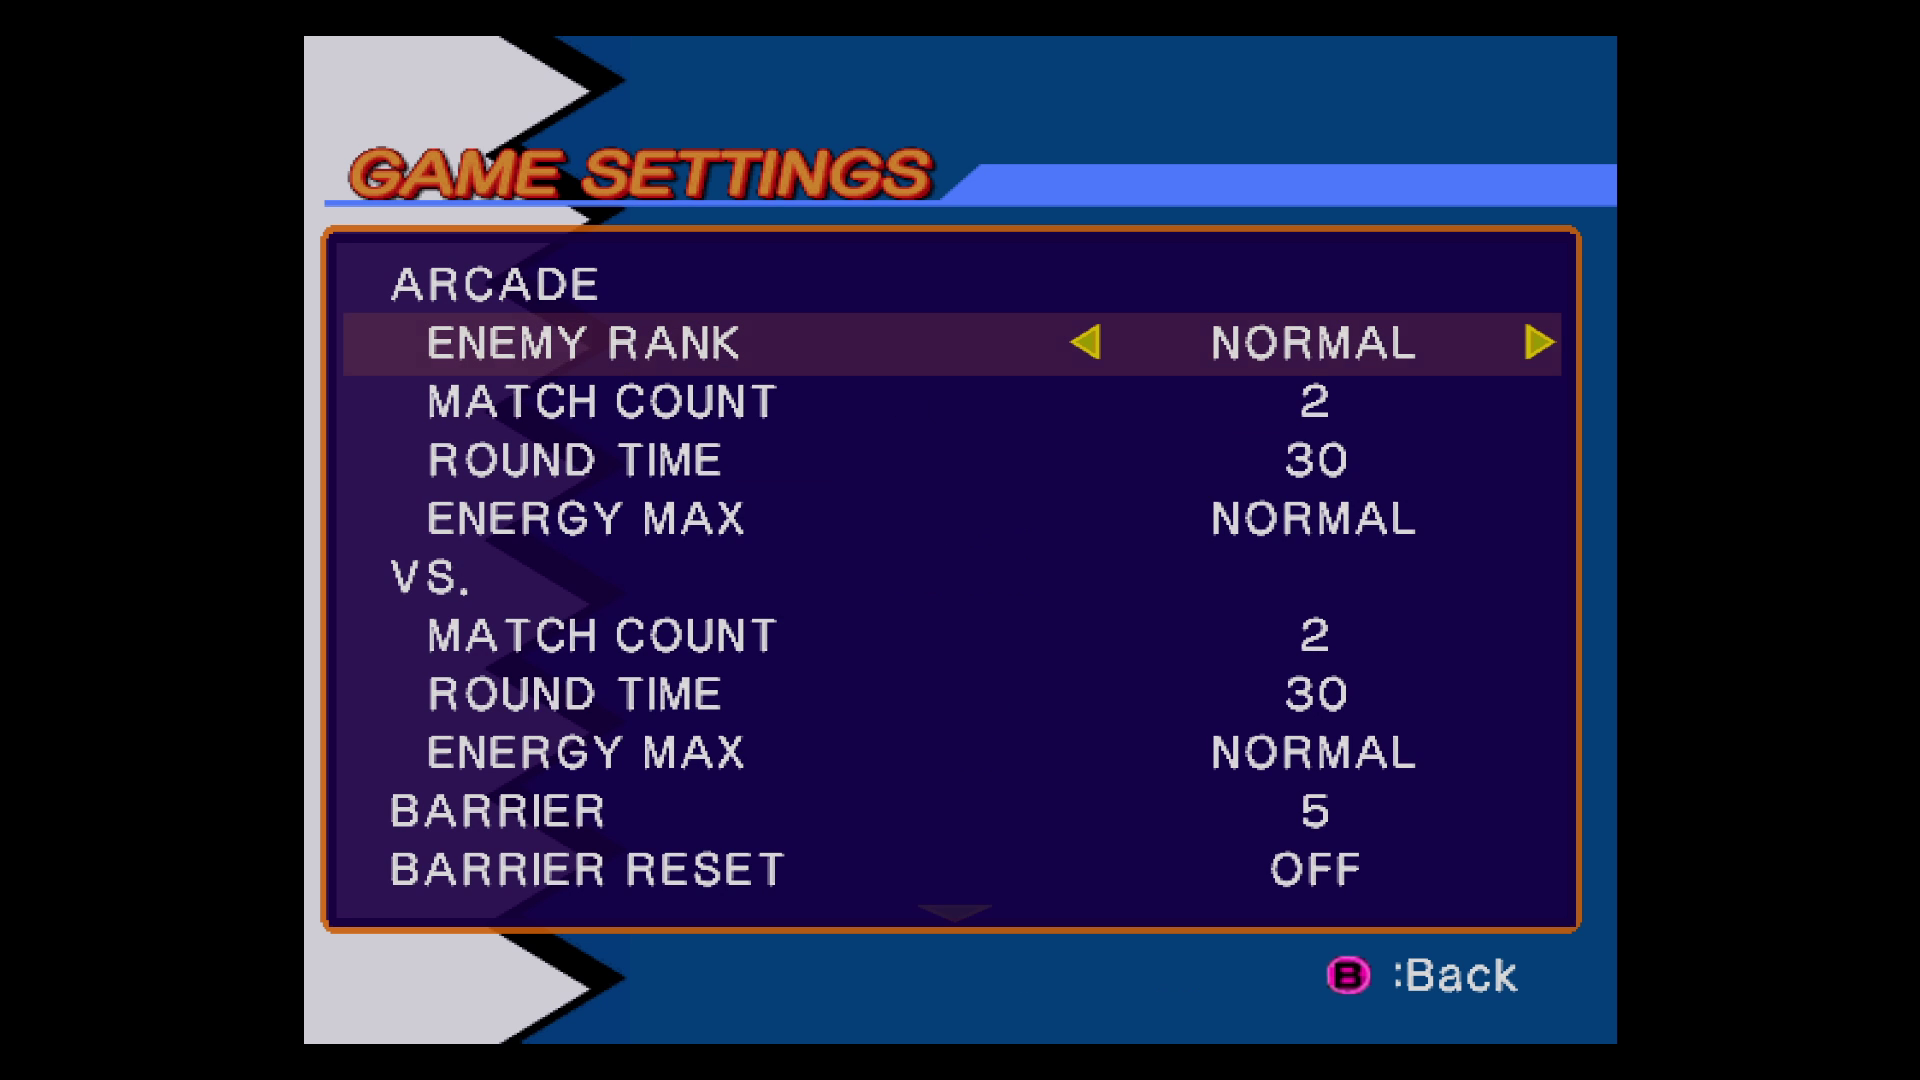 GAME SETTINGS
ARCADE
ENEMY RANK NORMAL
MATCH COUNT 2
ROUND TIME 30
ENERGY MAX NORMAL
VS.
MATCH COUNT 2
ROUND TIME 30
ENERGY MAX NORMAL
BARRIER 5
BARRIER RESET OFF
B :Back